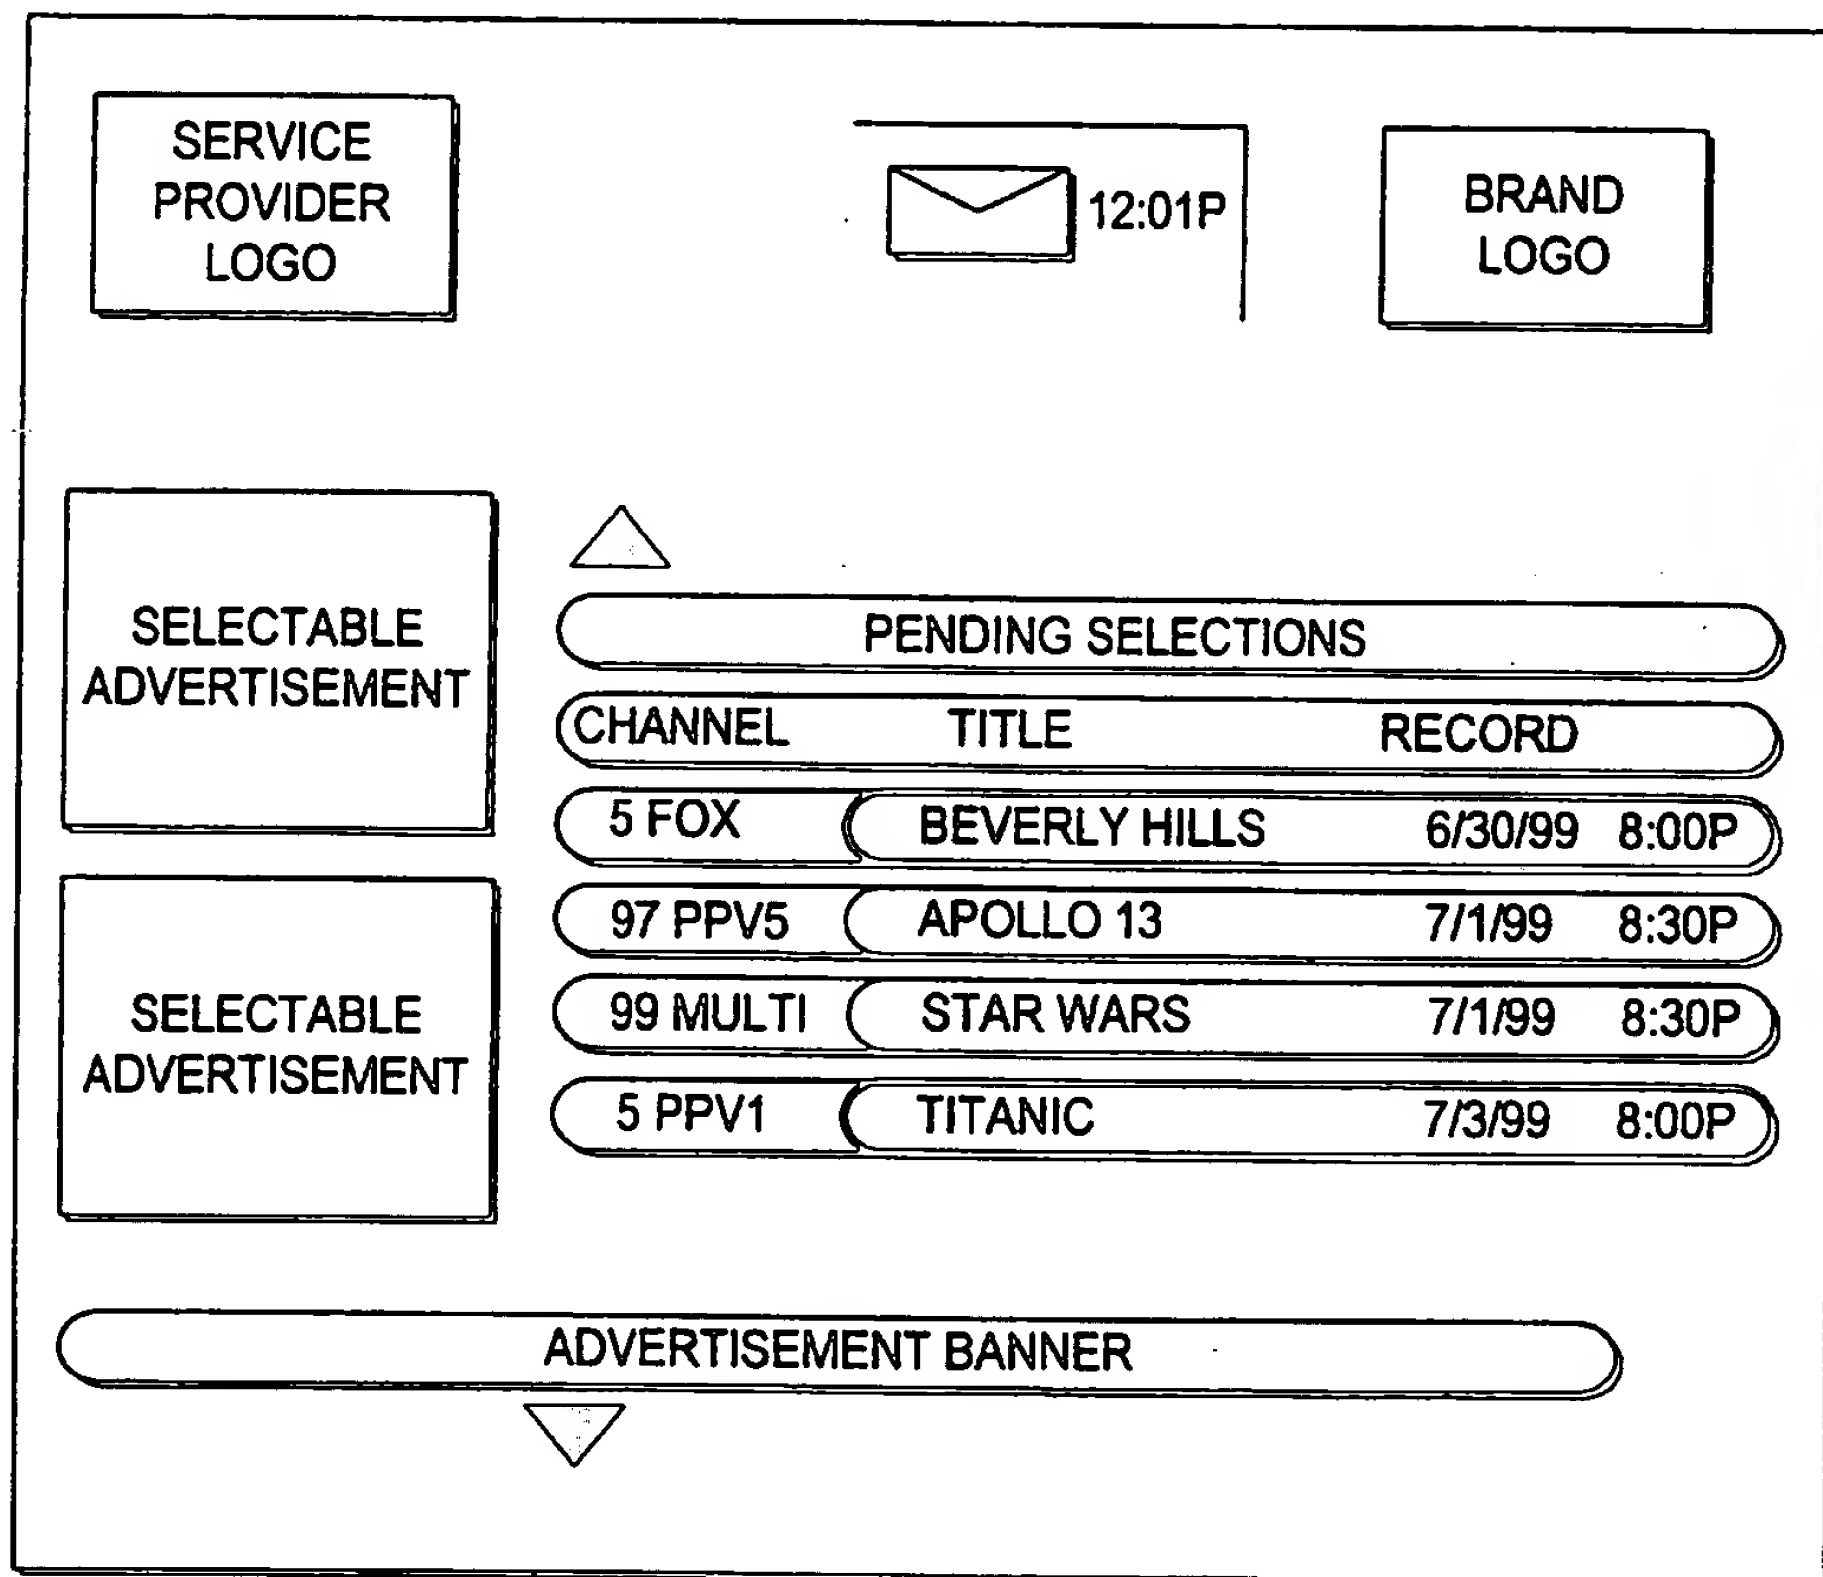 SERVICE
PROVIDER
LOGO
12:01P
BRAND
LOGO
SELECTABLE
ADVERTISEMENT
PENDING SELECTIONS
CHANNEL TITLE RECORD
5 FOX BEVERLY HILLS 6/30/99 8:00P
97 PPV5 APOLLO 13 7/1/99 8:30P
99 MULTI STAR WARS 7/1/99 8:30P
5 PPV1 TITANIC 7/3/99 8:00P
SELECTABLE
ADVERTISEMENT
ADVERTISEMENT BANNER